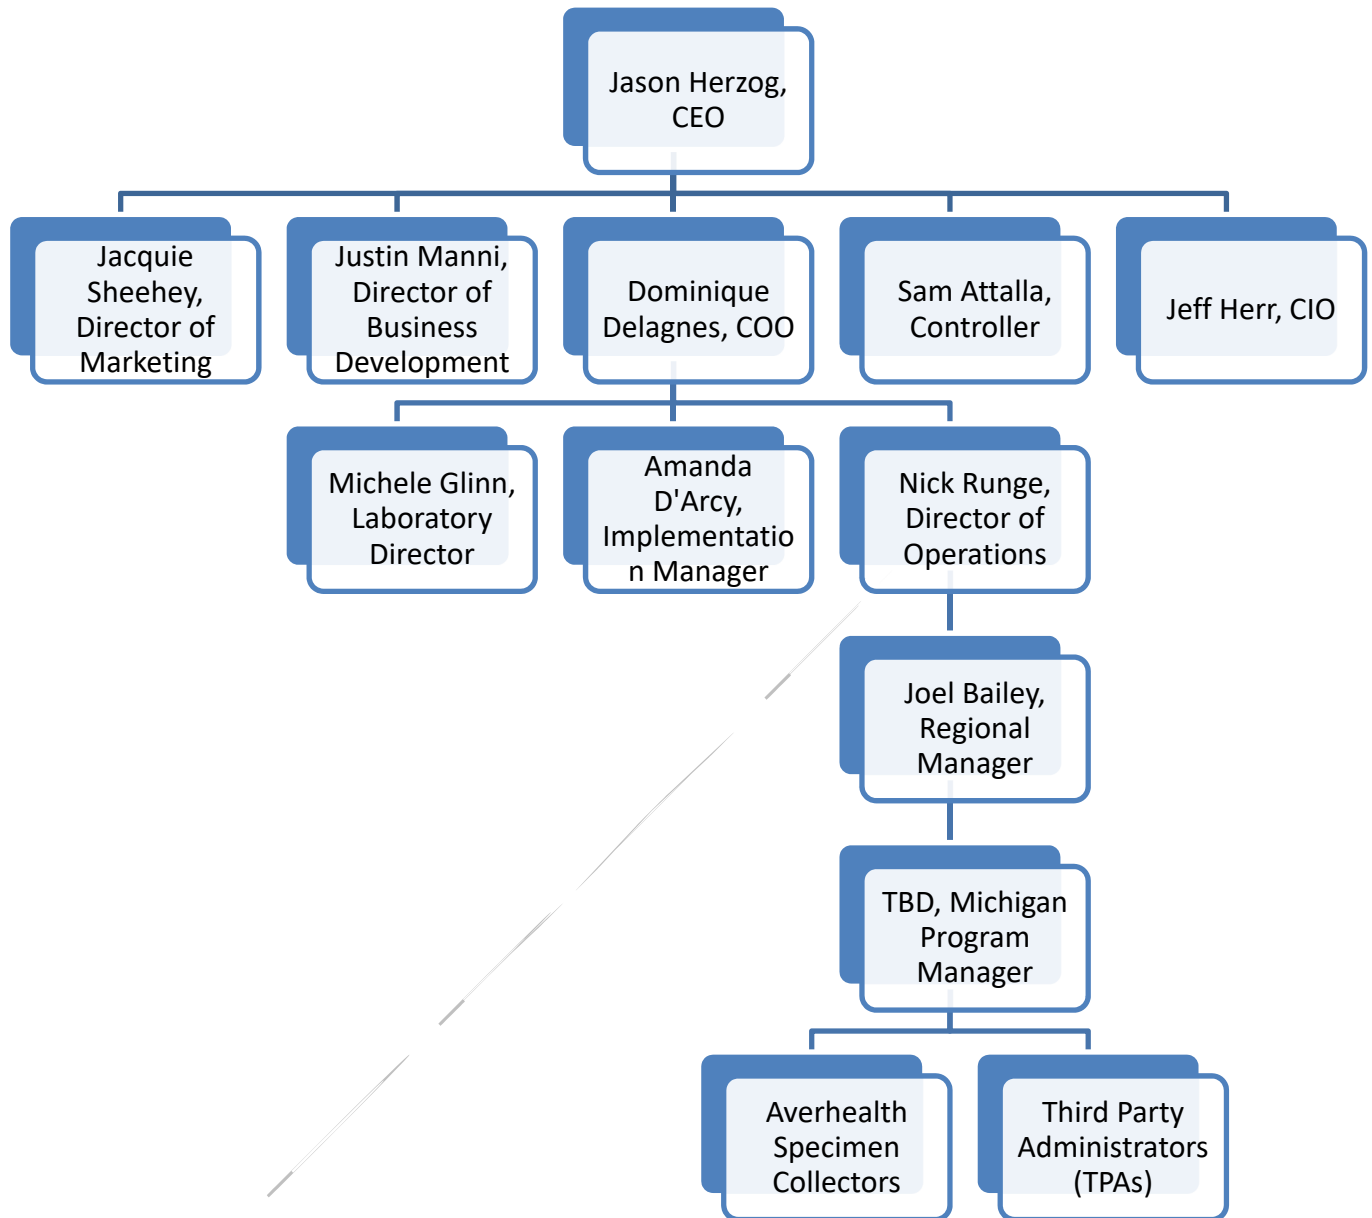 Jason Herzog,
CEO
Jacquie
Sheehey,
Director of
Marketing
Justin Manni,
Director of
Business
Development
Dominique
Delagnes, COO
Sam Attalla,
Controller
Jeff Herr, CIO
Michele Glinn,
Laboratory
Director
Amanda
D'Arcy,
Implementatio
n Manager
Nick Runge,
Director of
Operations
Joel Bailey,
Regional
Manager
TBD, Michigan
Program
Manager
Averhealth
Specimen
Collectors
Third Party
Administrators
(TPAs)